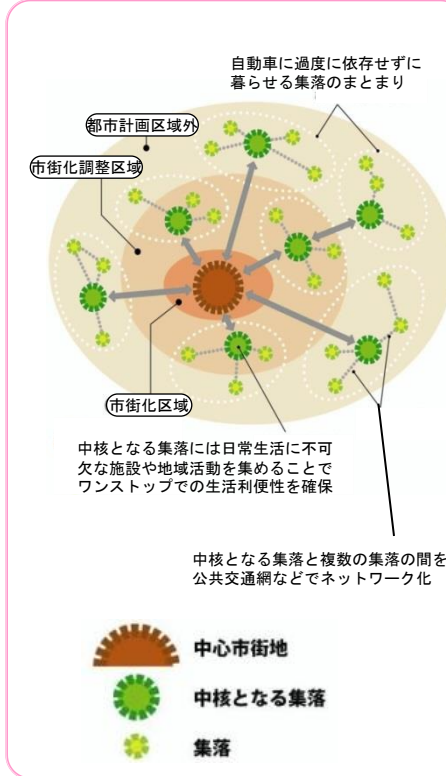 自動車に過度に依存せずに
暮らせる集落のまとまり
都市計画区域外
市街化調整区域
市街化区域
中核となる集落には日常生活に不可
欠な施設や地域活動を集めることで
ワンストップでの生活利便性を確保
中核となる集落と複数の集落の間を
公共交通網などでネットワーク化
中心市街地
中核となる集落
集落